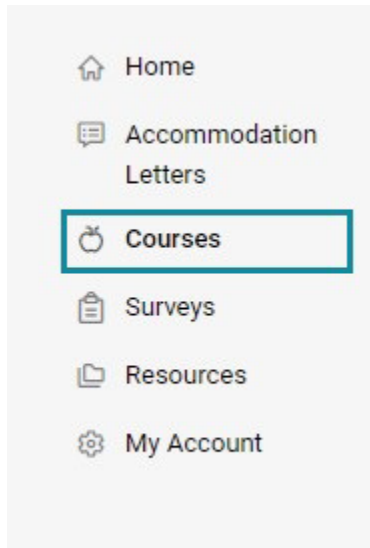 Home
Accommodation
Letters
Courses
Surveys
Resources
My Account